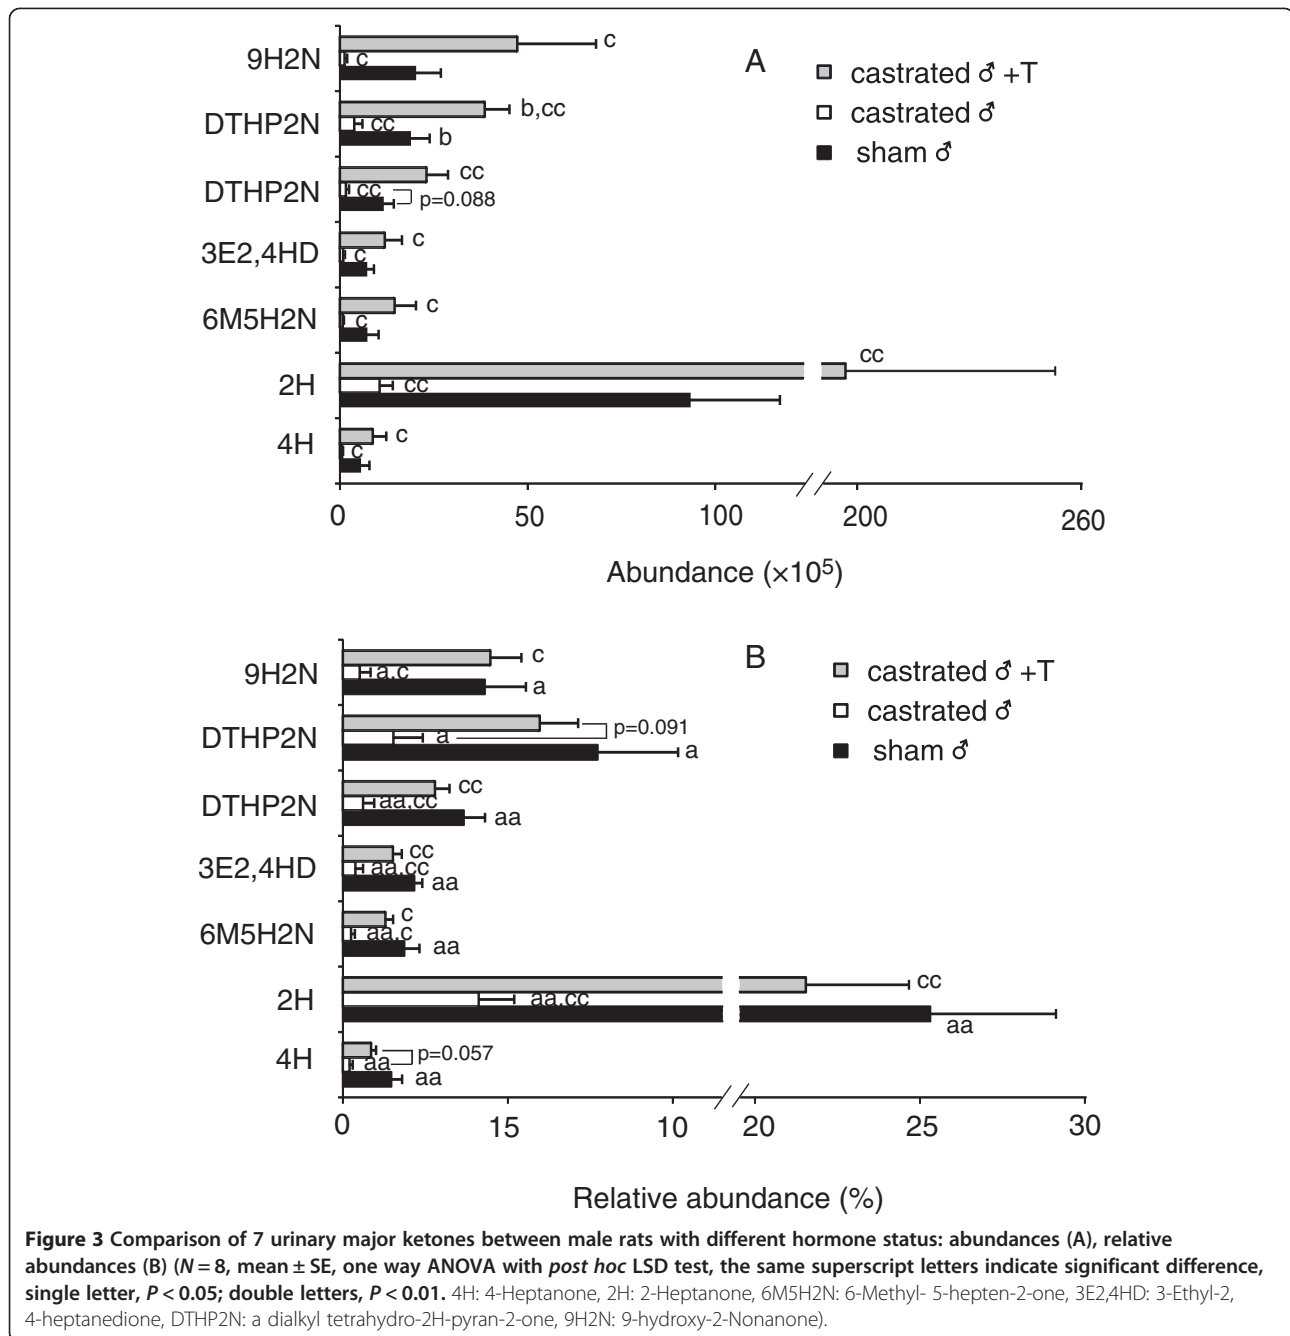 A
castrated ♂ +T
castrated ♂
sham ♂
9H2N
c
c
DTHP2N
b,cc
cc
b
DTHP2N
cc
cc
p=0.088
3E2,4HD
c
c
6M5H2N
c
c
2H
cc
cc
4H
c
c
0 50 100 200 260
Abundance (×10⁵)
B
castrated ♂ +T
castrated ♂
sham ♂
9H2N
c
a,c
a
DTHP2N
p=0.091
a
a
DTHP2N
cc
aa,cc
aa
3E2,4HD
cc
aa,cc
aa
6M5H2N
c
aa,c
aa
2H
cc
aa,cc
aa
4H
p=0.057
aa
aa
0 15 10 20 25 30
Relative abundance (%)
Figure 3 Comparison of 7 urinary major ketones between male rats with different hormone status: abundances (A), relative
abundances (B) (N = 8, mean ± SE, one way ANOVA with post hoc LSD test, the same superscript letters indicate significant difference,
single letter, P < 0.05; double letters, P < 0.01. 4H: 4-Heptanone, 2H: 2-Heptanone, 6M5H2N: 6-Methyl- 5-hepten-2-one, 3E2,4HD: 3-Ethyl-2,
4-heptanedione, DTHP2N: a dialkyl tetrahydro-2H-pyran-2-one, 9H2N: 9-hydroxy-2-Nonanone).